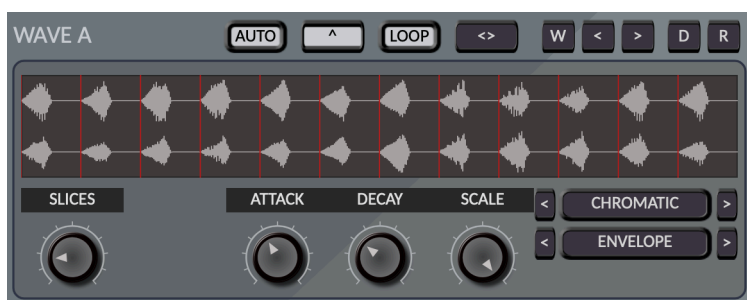 WAVE A AUTO ^ LOOP <> W < > D R
SLICES ATTACK DECAY SCALE < CHROMATIC >
< ENVELOPE >